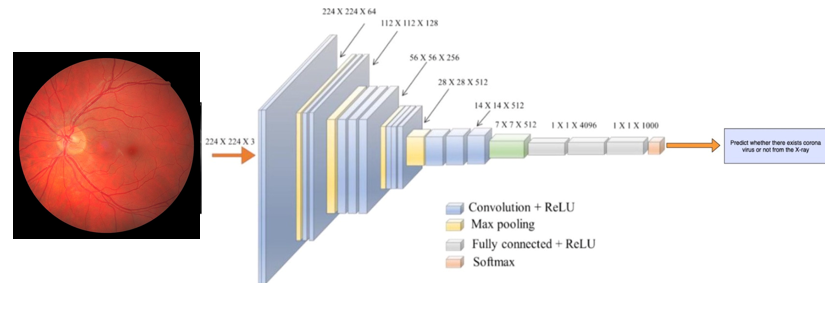 224 X 224 X 64
112 X 112 X 128
56 X 56 X 256
28 X 28 X 512
14 X 14 X 512
7 X 7 X 512
1 X 1 X 4096
1 X 1 X 1000
224 X 224 X 3
Predict whether there exists corona
virus or not from the X-ray
Convolution + ReLU
Max pooling
Fully connected + ReLU
Softmax